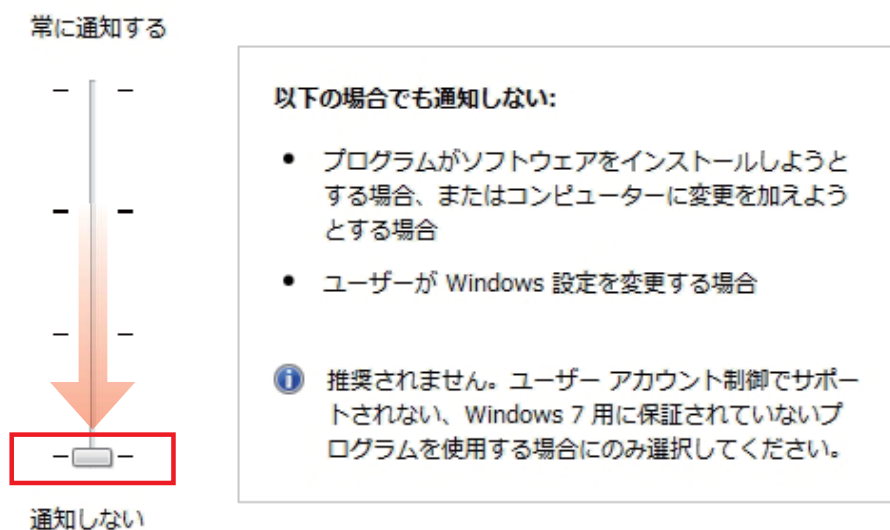 常に通知する
以下の場合でも通知しない:
• プログラムがソフトウェアをインストールしようと
する場合、またはコンピューターに変更を加えよう
とする場合
• ユーザーが Windows 設定を変更する場合
推奨されません。ユーザー アカウント制御でサポー
トされない、Windows 7 用に保証されていないプ
ログラムを使用する場合にのみ選択してください。
通知しない